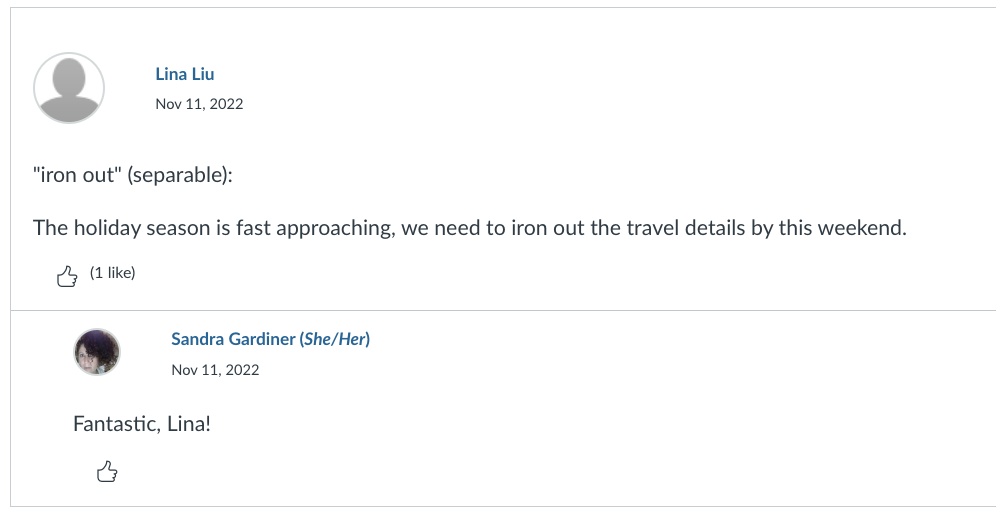 Lina Liu
Nov 11, 2022
"iron out" (separable):
The holiday season is fast approaching, we need to iron out the travel details by this weekend.
(1 like)
Sandra Gardiner (She/Her)
Nov 11, 2022
Fantastic, Lina!